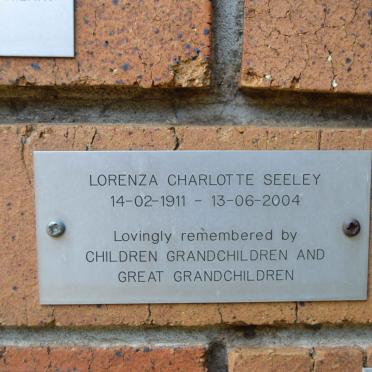 LORENZA CHARLOTTE SEELEY
14-02-1911 - 13-06-2004
Lovingly remembered by
CHILDREN GRANDCHILDREN AND
GREAT GRANDCHILDREN